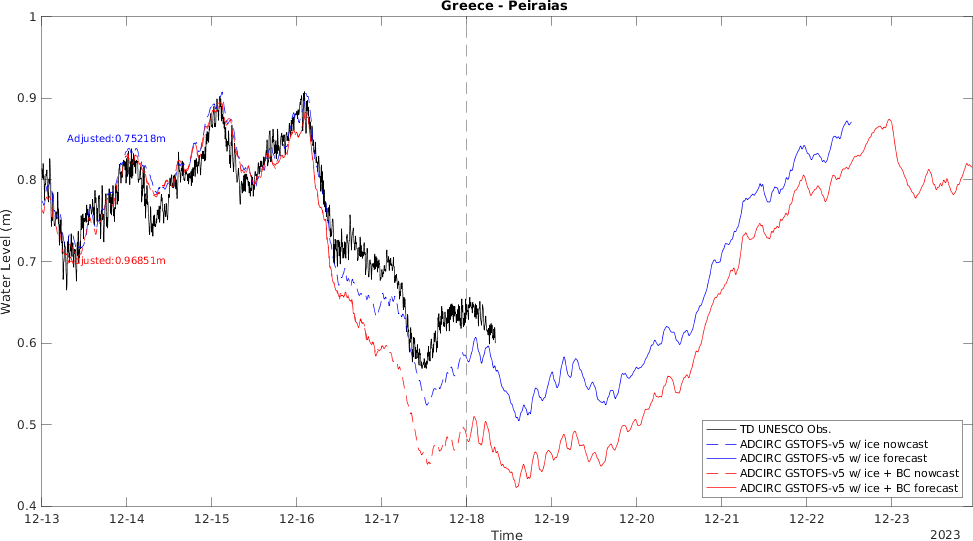 Greece - Peiraias
1
0.9
0.8
0.7
0.6
0.5
0.4
Water Level (m)
Adjusted:0.75218m
djusted:0.96851m
TD UNESCO Obs.
ADCIRC GSTOFS-v5 w/ ice nowcast
ADCIRC GSTOFS-v5 w/ ice forecast
ADCIRC GSTOFS-v5 w/ ice + BC nowcast
ADCIRC GSTOFS-v5 w/ ice + BC forecast
12-13 12-14 12-15 12-16 12-17 12-18 12-19 12-20 12-21 12-22 12-23
Time
2023